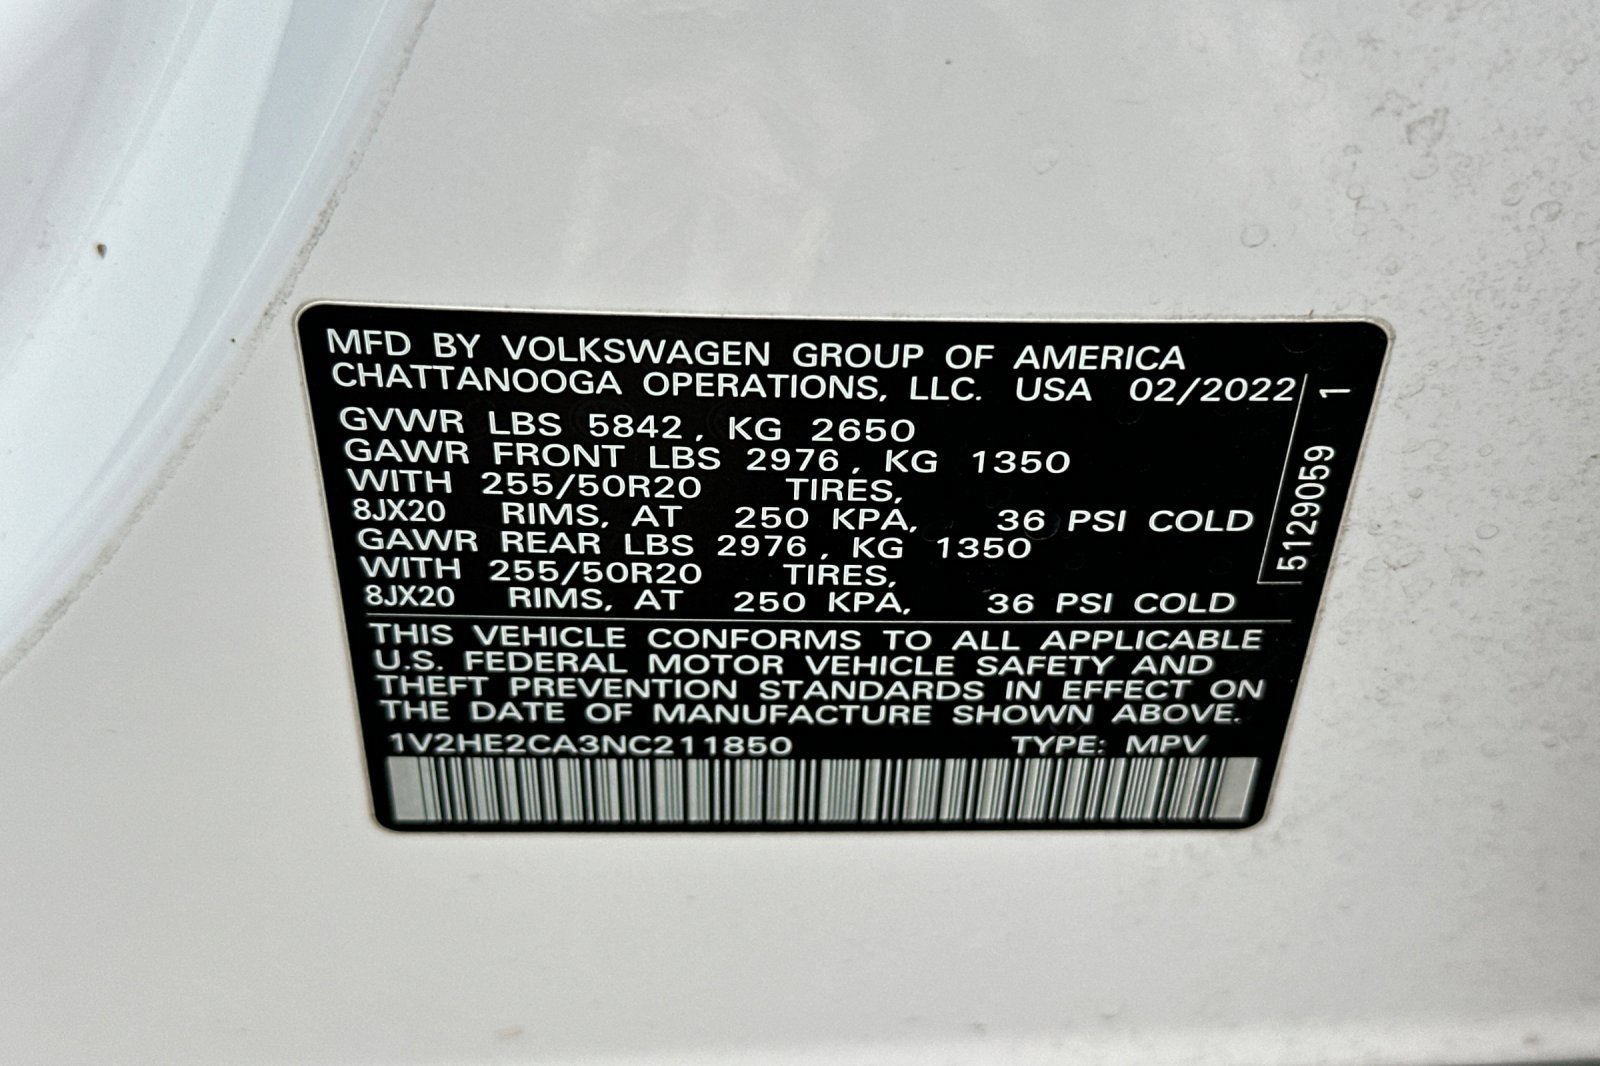 MFD BY VOLKSWAGEN GROUP OF AMERICA
CHATTANOOGA OPERATIONS, LLC. USA 02/2022
GVWR LBS 5842, KG 2650
GAWR FRONT LBS 2976, KG 1350
WITH 255/50R20 TIRES,
8JX20 RIMS, AT 250 KPA, 36 PSI COLD
GAWR REAR LBS 2976, KG 1350
WITH 255/50R20 TIRES,
8JX20 RIMS, AT 250 KPA, 36 PSI COLD
5129059 1
THIS VEHICLE CONFORMS TO ALL APPLICABLE
U.S. FEDERAL MOTOR VEHICLE SAFETY AND
THEFT PREVENTION STANDARDS IN EFFECT ON
THE DATE OF MANUFACTURE SHOWN ABOVE.
1V2HE2CA3NC211850 TYPE: MPV